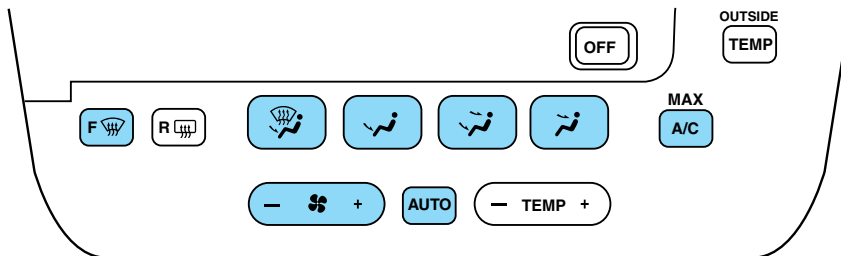 OUTSIDE
OFF
TEMP
F
R
MAX
A/C
— +
AUTO
— TEMP +